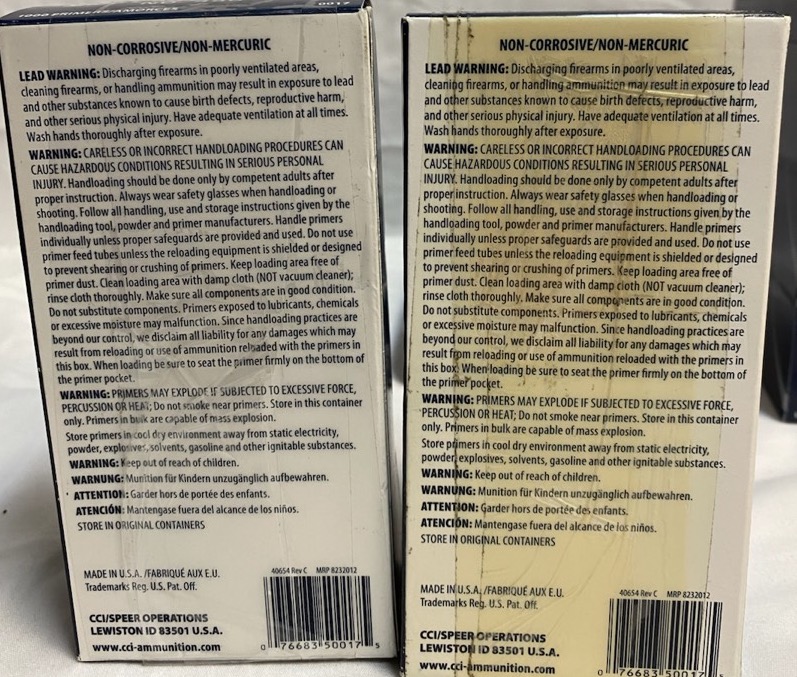 1000 PRIMERS/AMORCES
0017
NON-CORROSIVE/NON-MERCURIC
LEAD WARNING: Discharging firearms in poorly ventilated areas,
cleaning firearms, or handling ammunition may result in exposure to lead
and other substances known to cause birth defects, reproductive harm,
and other serious physical injury. Have adequate ventilation at all times.
Wash hands thoroughly after exposure.
WARNING: CARELESS OR INCORRECT HANDLOADING PROCEDURES CAN
CAUSE HAZARDOUS CONDITIONS RESULTING IN SERIOUS PERSONAL
INJURY. Handloading should be done only by competent adults after
proper instruction. Always wear safety glasses when handloading or
shooting. Follow all handling, use and storage instructions given by the
handloading tool, powder and primer manufacturers. Handle primers
individually unless proper safeguards are provided and used. Do not use
primer feed tubes unless the reloading equipment is shielded or designed
to prevent shearing or crushing of primers. Keep loading area free of
primer dust. Clean loading area with damp cloth (NOT vacuum cleaner);
rinse cloth thoroughly. Make sure all components are in good condition.
Do not substitute components. Primers exposed to lubricants, chemicals
or excessive moisture may malfunction. Since handloading practices are
beyond our control, we disclaim all liability for any damages which may
result from reloading or use of ammunition reloaded with the primers in
this box. When loading be sure to seat the primer firmly on the bottom of
the primer pocket.
WARNING: PRIMERS MAY EXPLODE IF SUBJECTED TO EXCESSIVE FORCE,
PERCUSSION OR HEAT; Do not smoke near primers. Store in this container
only. Primers in bulk are capable of mass explosion.
Store primers in cool dry environment away from static electricity,
powder, explosives, solvents, gasoline and other ignitable substances.
WARNING: Keep out of reach of children.
WARNUNG: Munition für Kindern unzugänglich aufbewahren.
ATTENTION: Garder hors de portée des enfants.
ATENCIÓN: Mantengase fuera del alcance de los niños.
STORE IN ORIGINAL CONTAINERS
MADE IN U.S.A. /FABRIQUÉ AUX E.U.
Trademarks Reg. U.S. Pat. Off.
CCI/SPEER OPERATIONS
LEWISTON ID 83501 U.S.A.
www.cci-ammunition.com
40654 Rev C MRP 8232012
0 76683 50017 5
NON-CORROSIVE/NON-MERCURIC
LEAD WARNING: Discharging firearms in poorly ventilated areas,
cleaning firearms, or handling ammunition may result in exposure to lead
and other substances known to cause birth defects, reproductive harm,
and other serious physical injury. Have adequate ventilation at all times.
Wash hands thoroughly after exposure.
WARNING: CARELESS OR INCORRECT HANDLOADING PROCEDURES CAN
CAUSE HAZARDOUS CONDITIONS RESULTING IN SERIOUS PERSONAL
INJURY. Handloading should be done only by competent adults after
proper instruction. Always wear safety glasses when handloading or
shooting. Follow all handling, use and storage instructions given by the
handloading tool, powder and primer manufacturers. Handle primers
individually unless proper safeguards are provided and used. Do not use
primer feed tubes unless the reloading equipment is shielded or designed
to prevent shearing or crushing of primers. Keep loading area free of
primer dust. Clean loading area with damp cloth (NOT vacuum cleaner);
rinse cloth thoroughly. Make sure all components are in good condition.
Do not substitute components. Primers exposed to lubricants, chemicals
or excessive moisture may malfunction. Since handloading practices are
beyond our control, we disclaim all liability for any damages which may
result from reloading or use of ammunition reloaded with the primers in
this box. When loading be sure to seat the primer firmly on the bottom of
the primer pocket.
WARNING: PRIMERS MAY EXPLODE IF SUBJECTED TO EXCESSIVE FORCE,
PERCUSSION OR HEAT; Do not smoke near primers. Store in this container
only. Primers in bulk are capable of mass explosion.
Store primers in cool dry environment away from static electricity,
powder, explosives, solvents, gasoline and other ignitable substances.
WARNING: Keep out of reach of children.
WARNUNG: Munition für Kindern unzugänglich aufbewahren.
ATTENTION: Garder hors de portée des enfants.
ATENCIÓN: Mantengase fuera del alcance de los niños.
STORE IN ORIGINAL CONTAINERS
MADE IN U.S.A. /FABRIQUÉ AUX E.U.
Trademarks Reg. U.S. Pat. Off.
CCI/SPEER OPERATIONS
LEWISTON ID 83501 U.S.A.
www.cci-ammunition.com
40654 Rev C MRP 8232012
0 76683 50017 5